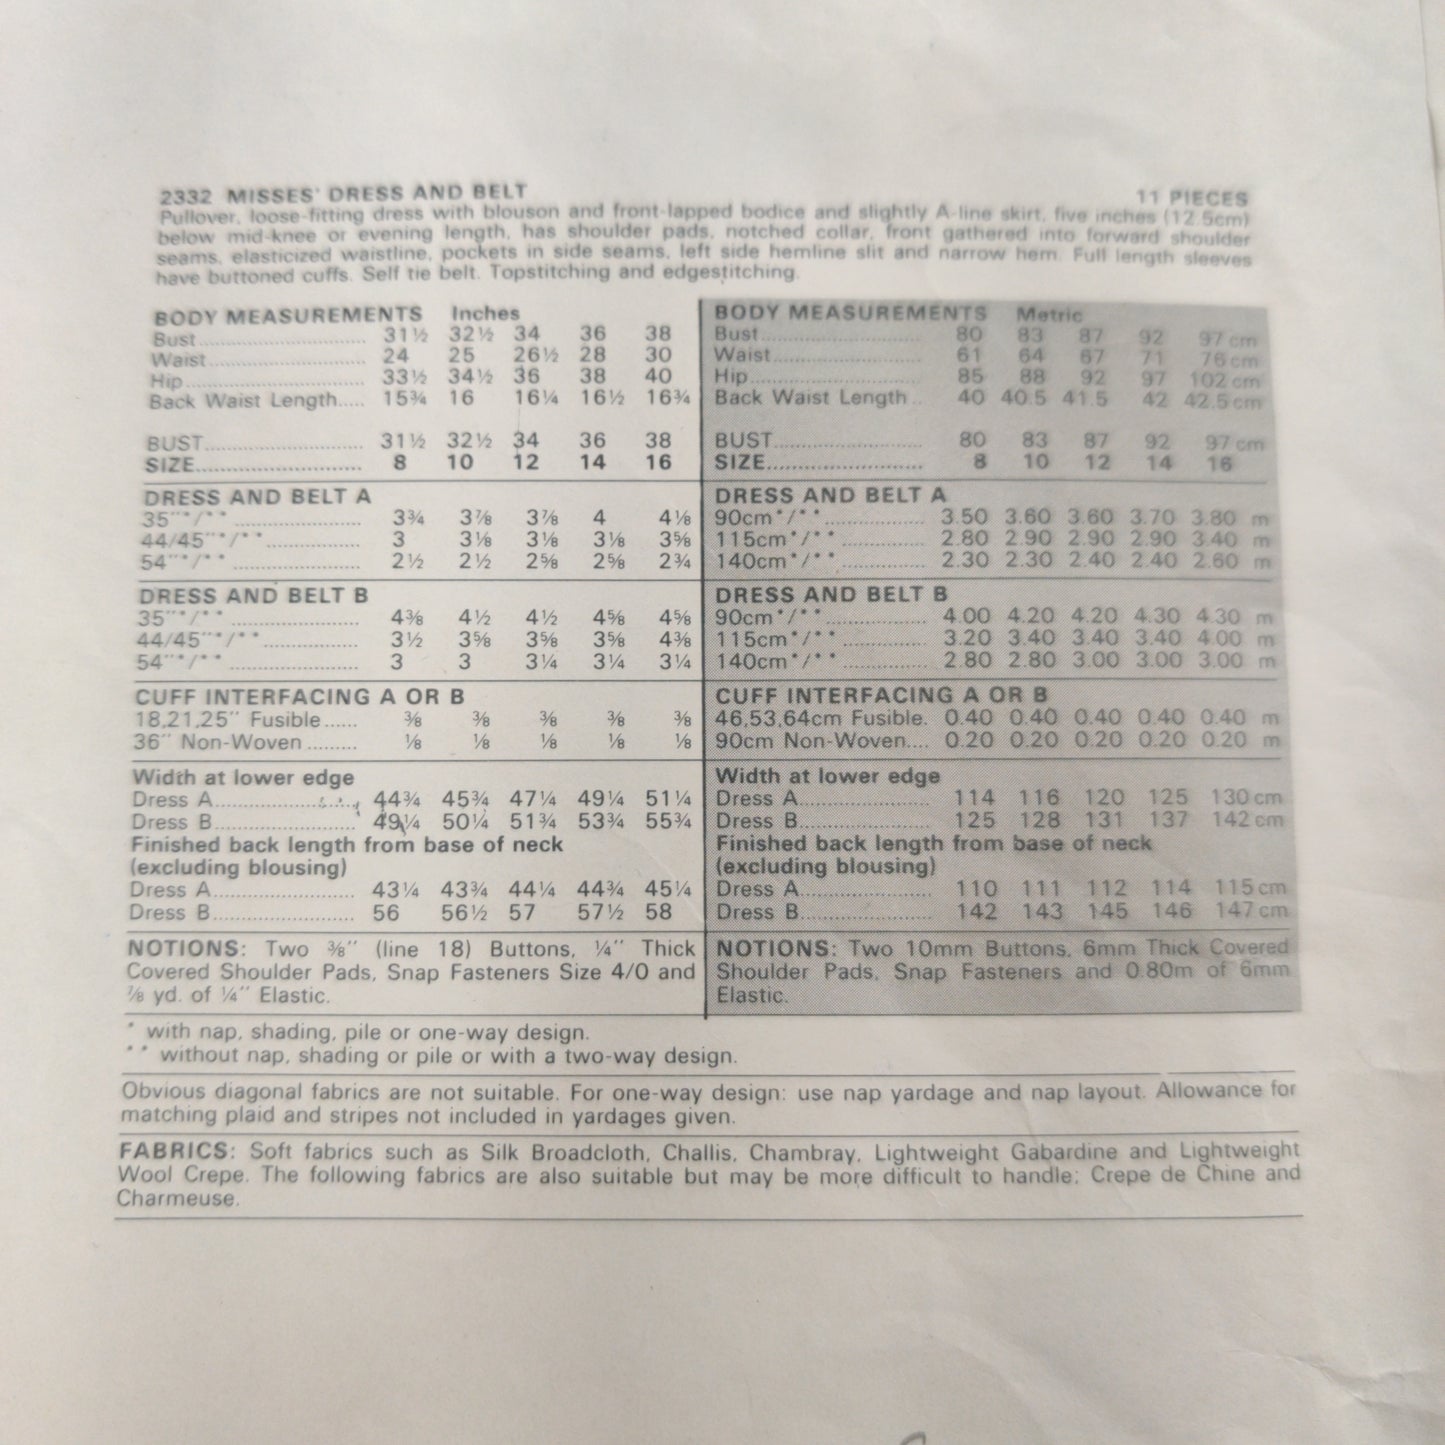 2332 MISSES' DRESS AND BELT 11 PIECES
Pullover, loose-fitting dress with blouson and front-lapped bodice and slightly A-line skirt, five inches (12.5cm)
below mid-knee or evening length, has shoulder pads, notched collar, front gathered into forward shoulder
seams, elasticized waistline, pockets in side seams, left side hemline slit and narrow hem. Full length sleeves
have buttoned cuffs. Self tie belt. Topstitching and edgestitching.
BODY MEASUREMENTS Inches
Bust 31½ 32½ 34 36 38
Waist 24 25 26½ 28 30
Hip 33½ 34½ 36 38 40
Back Waist Length 15¾ 16 16¼ 16½ 16¾
BUST 31½ 32½ 34 36 38
SIZE 8 10 12 14 16
DRESS AND BELT A
35"*/** 3¾ 3⅞ 3⅞ 4 4⅛
44/45"*/** 3 3⅛ 3⅛ 3⅛ 3⅝
54"*/** 2½ 2½ 2⅝ 2⅝ 2¾
DRESS AND BELT B
35"*/** 4⅜ 4½ 4½ 4⅝ 4⅝
44/45"*/** 3½ 3⅝ 3⅝ 3⅝ 4⅜
54"*/** 3 3 3¼ 3¼ 3¼
CUFF INTERFACING A OR B
18,21,25" Fusible ⅜ ⅜ ⅜ ⅜ ⅜
36" Non-Woven ⅛ ⅛ ⅛ ⅛ ⅛
Width at lower edge
Dress A 44¾ 45¾ 47¼ 49¼ 51¼
Dress B 49¼ 50¼ 51¾ 53¾ 55¾
Finished back length from base of neck
(excluding blousing)
Dress A 43¼ 43¾ 44¼ 44¾ 45¼
Dress B 56 56½ 57 57½ 58
NOTIONS: Two ⅜" (line 18) Buttons, ¼" Thick
Covered Shoulder Pads, Snap Fasteners Size 4/0 and
⅞ yd. of ¼" Elastic.
BODY MEASUREMENTS Metric
Bust 80 83 87 92 97 cm
Waist 61 64 67 71 76 cm
Hip 85 88 92 97 102 cm
Back Waist Length 40 40.5 41.5 42 42.5 cm
BUST 80 83 87 92 97 cm
SIZE 8 10 12 14 16
DRESS AND BELT A
90cm*/** 3.50 3.60 3.60 3.70 3.80 m
115cm*/** 2.80 2.90 2.90 2.90 3.40 m
140cm*/** 2.30 2.30 2.40 2.40 2.60 m
DRESS AND BELT B
90cm*/** 4.00 4.20 4.20 4.30 4.30 m
115cm*/** 3.20 3.40 3.40 3.40 4.00 m
140cm*/** 2.80 2.80 3.00 3.00 3.00 m
CUFF INTERFACING A OR B
46,53,64cm Fusible. 0.40 0.40 0.40 0.40 0.40 m
90cm Non-Woven 0.20 0.20 0.20 0.20 0.20 m
Width at lower edge
Dress A 114 116 120 125 130 cm
Dress B 125 128 131 137 142 cm
Finished back length from base of neck
(excluding blousing)
Dress A 110 111 112 114 115 cm
Dress B 142 143 145 146 147 cm
NOTIONS: Two 10mm Buttons, 6mm Thick Covered
Shoulder Pads, Snap Fasteners and 0.80m of 6mm
Elastic.
* with nap, shading, pile or one-way design.
** without nap, shading or pile or with a two-way design.
Obvious diagonal fabrics are not suitable. For one-way design: use nap yardage and nap layout. Allowance for
matching plaid and stripes not included in yardages given.
FABRICS: Soft fabrics such as Silk Broadcloth, Challis, Chambray, Lightweight Gabardine and Lightweight
Wool Crepe. The following fabrics are also suitable but may be more difficult to handle: Crepe de Chine and
Charmeuse.